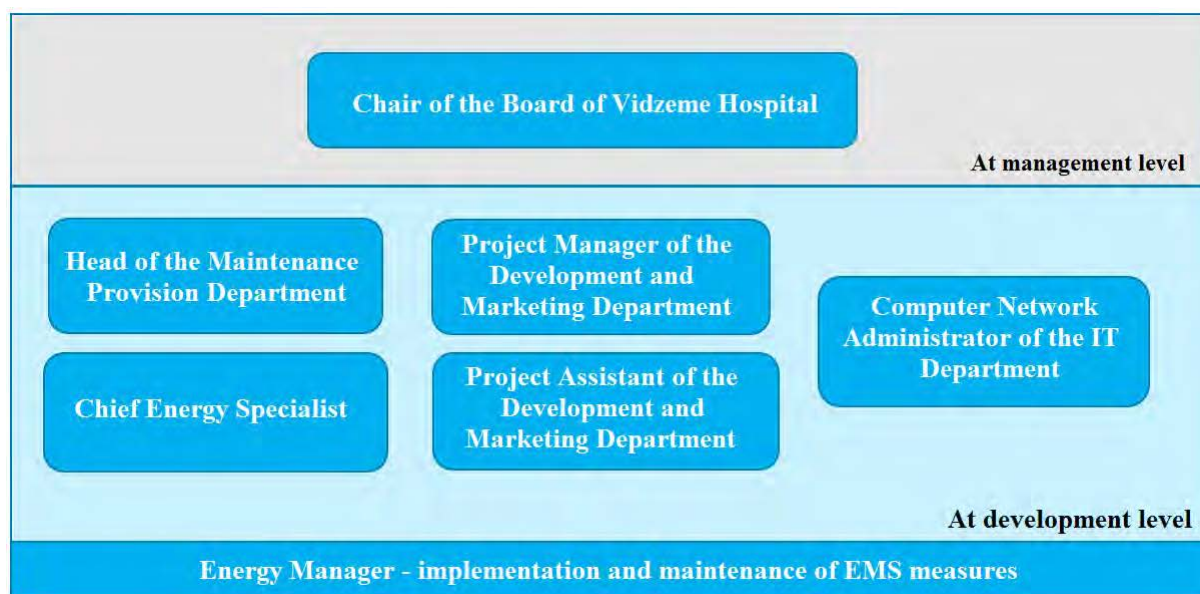 Chair of the Board of Vidzeme Hospital
At management level
Head of the Maintenance
Provision Department
Project Manager of the
Development and
Marketing Department
Computer Network
Administrator of the IT
Department
Chief Energy Specialist
Project Assistant of the
Development and
Marketing Department
At development level
Energy Manager - implementation and maintenance of EMS measures